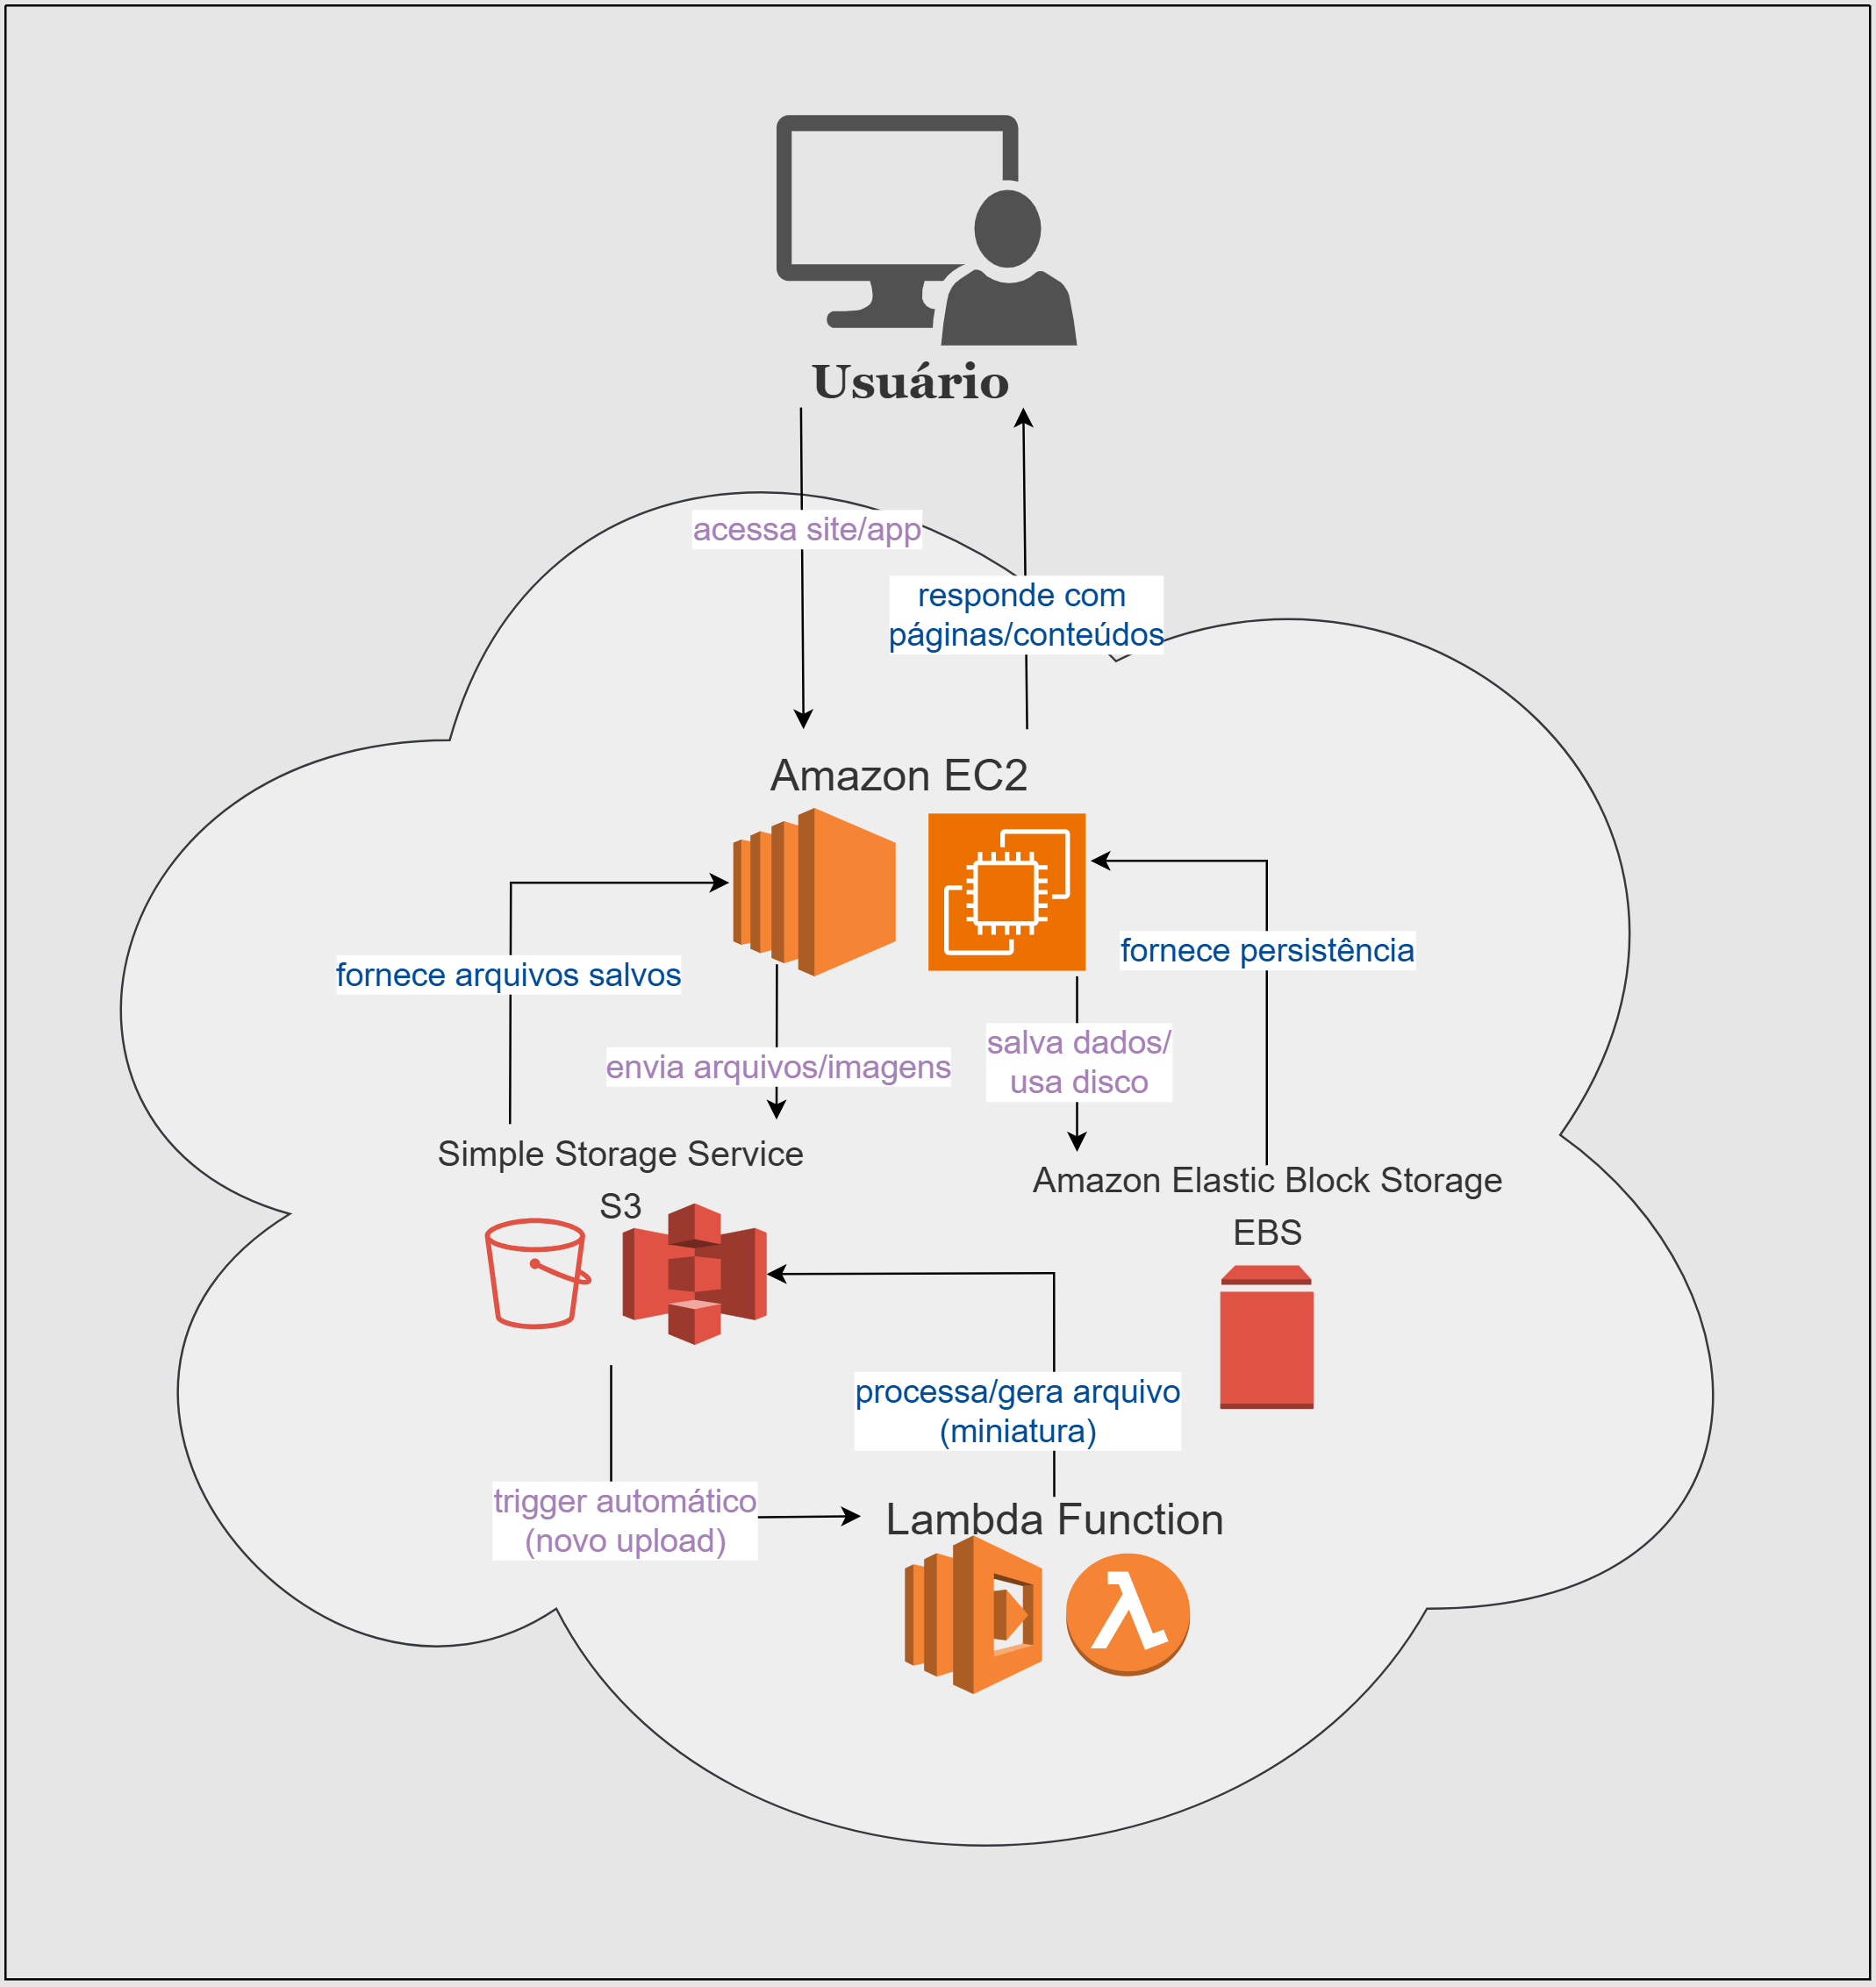 Usuário
acessa site/app
responde com
páginas/conteúdos
Amazon EC2
fornece arquivos salvos
fornece persistência
envia arquivos/imagens
salva dados/
usa disco
Simple Storage Service
S3
Amazon Elastic Block Storage
EBS
processa/gera arquivo
(miniatura)
trigger automático
(novo upload)
Lambda Function